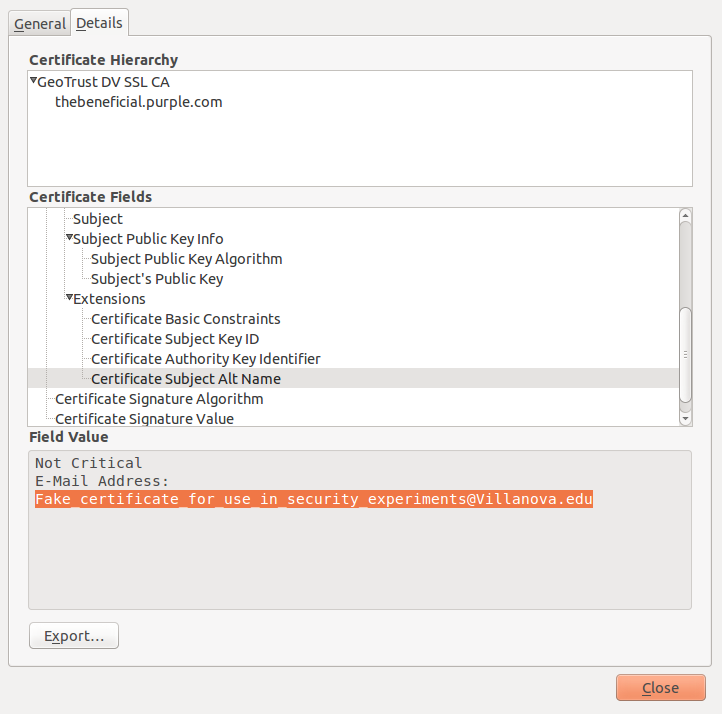 General Details
Certificate Hierarchy
GeoTrust DV SSL CA
thebeneficial.purple.com
Certificate Fields
Subject
Subject Public Key Info
Subject Public Key Algorithm
Subject's Public Key
Extensions
Certificate Basic Constraints
Certificate Subject Key ID
Certificate Authority Key Identifier
Certificate Subject Alt Name
Certificate Signature Algorithm
Certificate Signature Value
Field Value
Not Critical
E-Mail Address:
Fake_certificate_for_use_in_security_experiments@Villanova.edu
Export...
Close